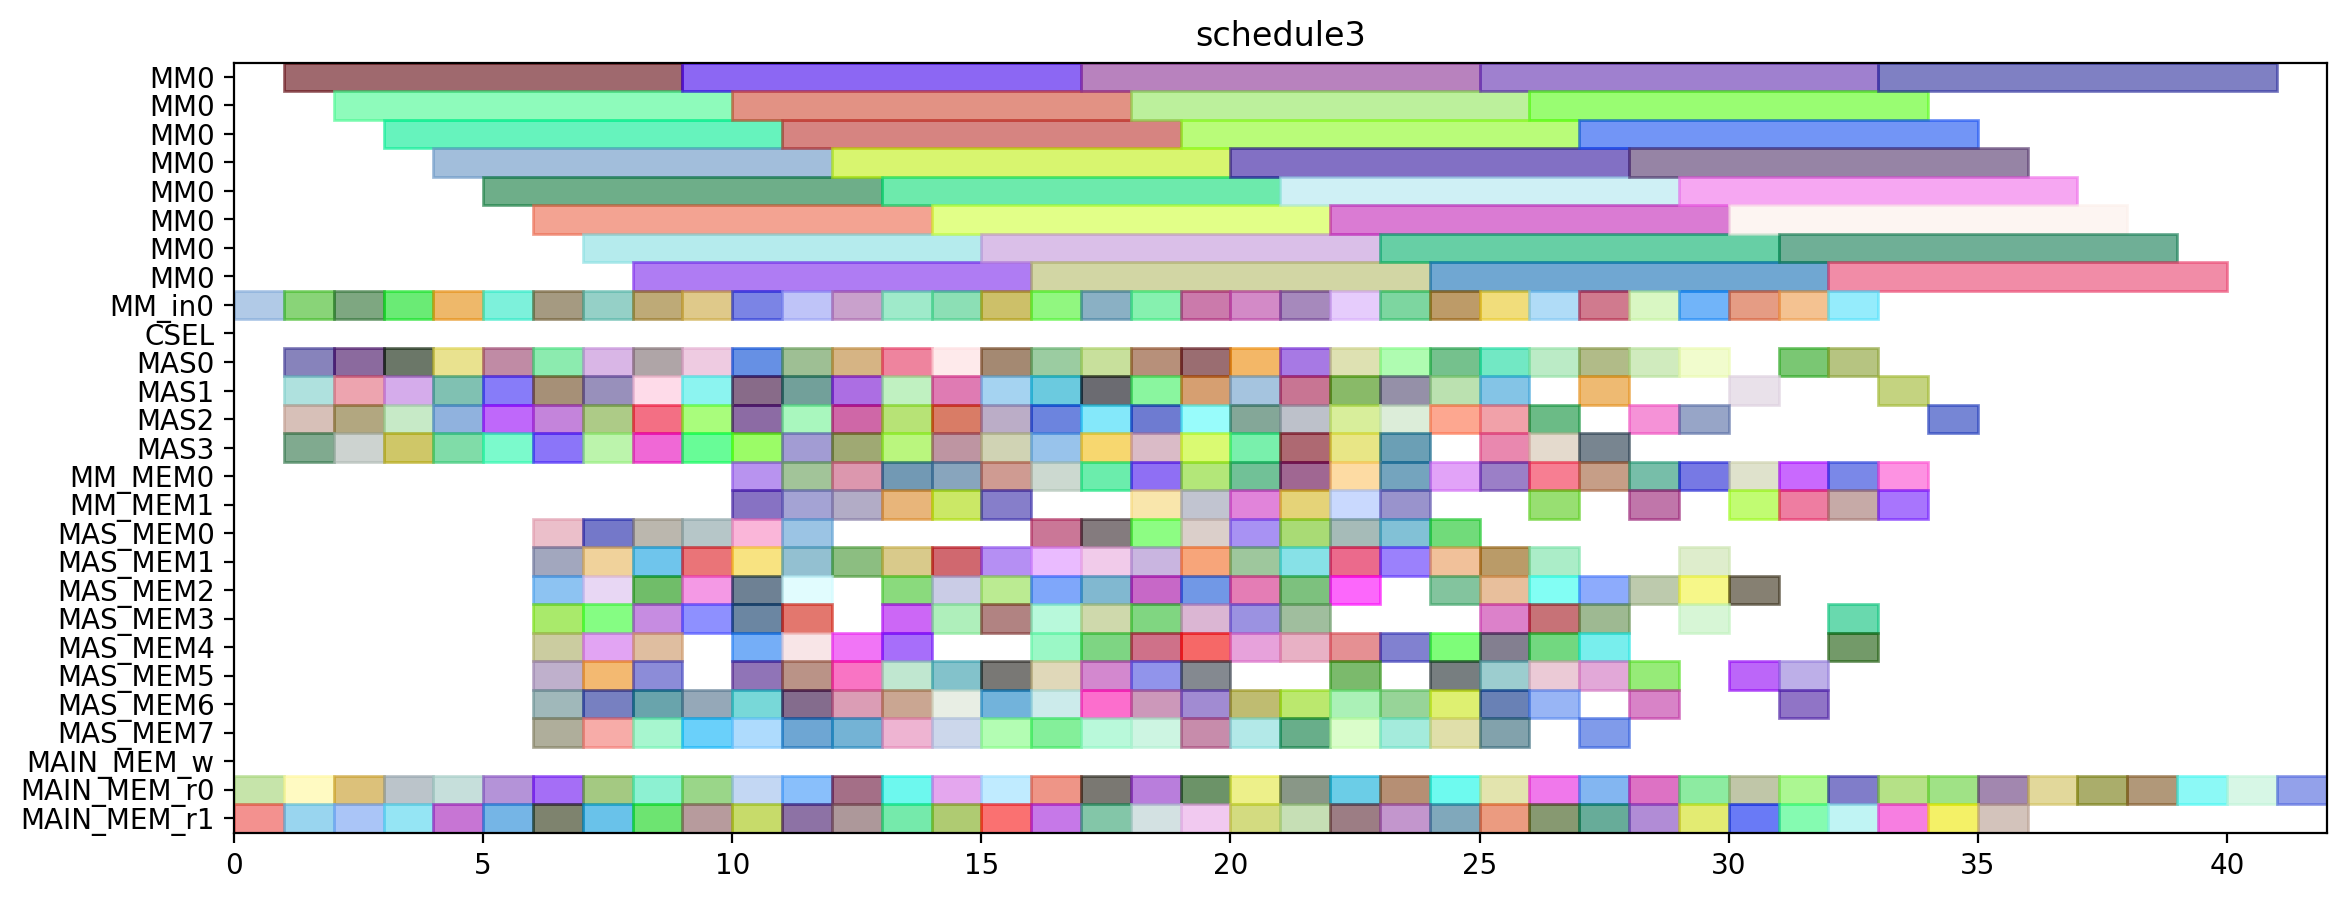 schedule3
MM0
MM0
MM0
MM0
MM0
MM0
MM0
MM0
MM_in0
CSEL
MAS0
MAS1
MAS2
MAS3
MM_MEM0
MM_MEM1
MAS_MEM0
MAS_MEM1
MAS_MEM2
MAS_MEM3
MAS_MEM4
MAS_MEM5
MAS_MEM6
MAS_MEM7
MAIN_MEM_w
MAIN_MEM_r0
MAIN_MEM_r1
0 5 10 15 20 25 30 35 40